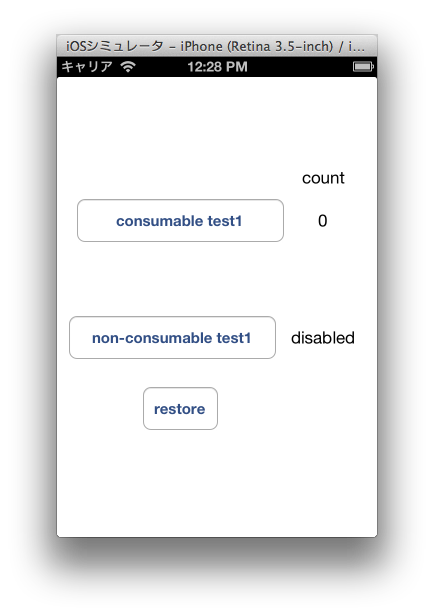 iOSシミュレータ – iPhone (Retina 3.5-inch) / i...
キャリア 12:28 PM
count
consumable test1 0
non-consumable test1 disabled
restore